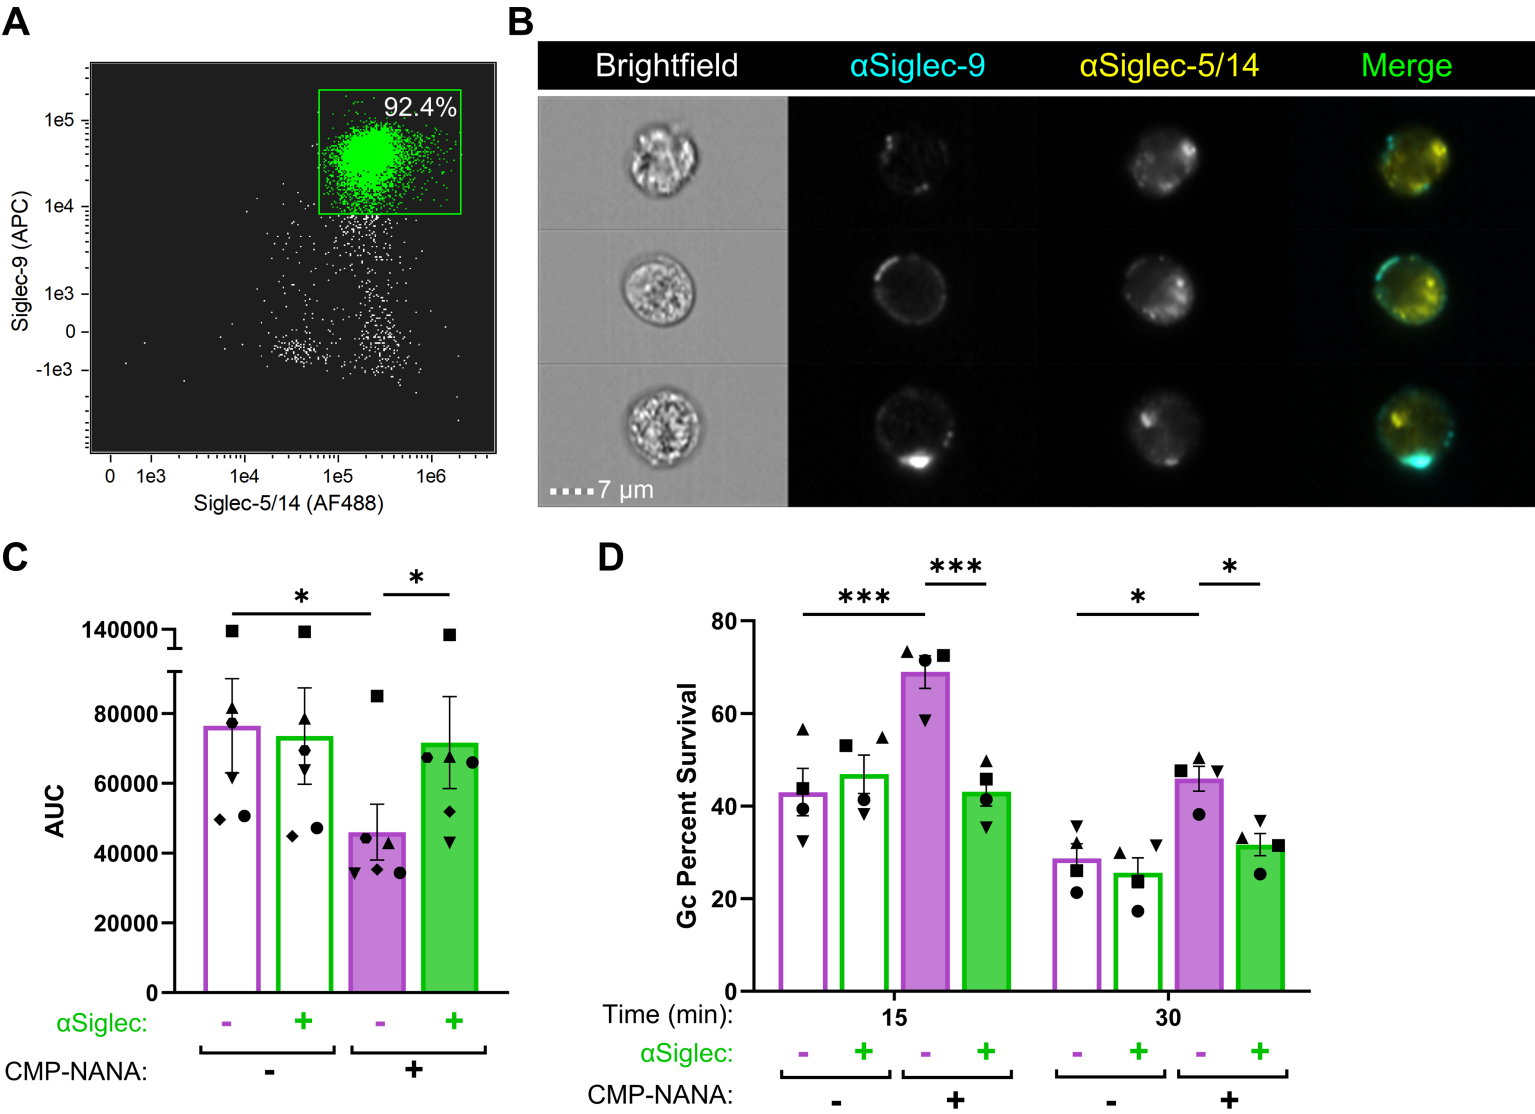 A
92.4%
1e5
1e4
1e3
0
-1e3
Siglec-9 (APC)
0 1e3 1e4 1e5 1e6
Siglec-5/14 (AF488)
B
Brightfield αSiglec-9 αSiglec-5/14 Merge
7 µm
C
* *
140000
80000
60000
40000
20000
0
AUC
αSiglec: - + - +
CMP-NANA: - +
D
*** *** * *
80
60
40
20
0
Gc Percent Survival
Time (min): 15 30
αSiglec: - + - + - + - +
CMP-NANA: - + - +